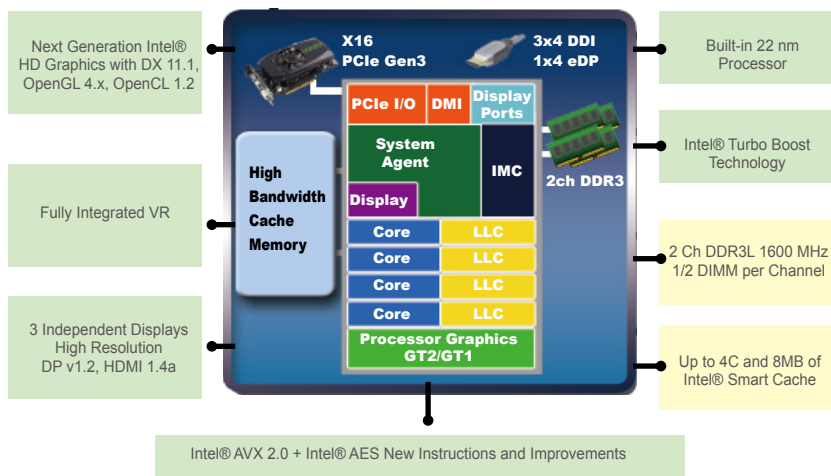 Next Generation Intel®
HD Graphics with DX 11.1,
OpenGL 4.x, OpenCL 1.2
Fully Integrated VR
3 Independent Displays
High Resolution
DP v1.2, HDMI 1.4a
X16
PCIe Gen3
3x4 DDI
1x4 eDP
PCIe I/O
DMI
Display
Ports
System
Agent
IMC
Display
2ch DDR3
High
Bandwidth
Cache
Memory
Core
LLC
Core
LLC
Core
LLC
Core
LLC
Processor Graphics
GT2/GT1
Built-in 22 nm
Processor
Intel® Turbo Boost
Technology
2 Ch DDR3L 1600 MHz
1/2 DIMM per Channel
Up to 4C and 8MB of
Intel® Smart Cache
Intel® AVX 2.0 + Intel® AES New Instructions and Improvements